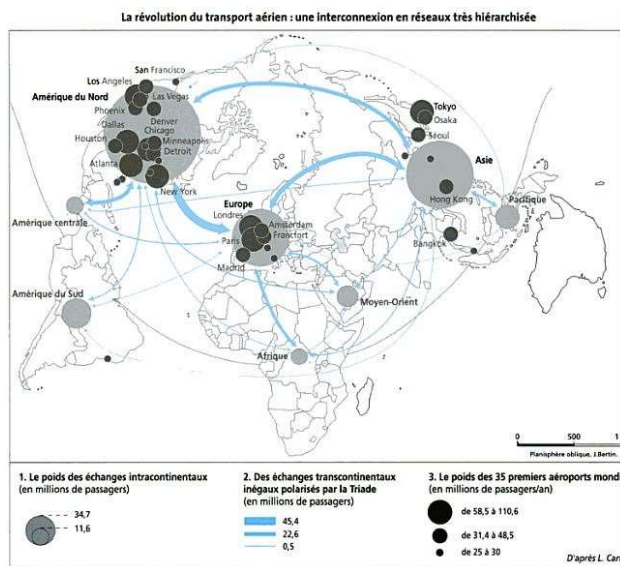 La révolution du transport aérien : une interconnexion en réseaux très hiérarchisée
San Francisco
Los Angeles
Las Vegas
Amérique du Nord
Phoenix
Denver
Dallas
Chicago
Houston
Minneapolis
Detroit
Atlanta
New York
Tokyo
Osaka
Séoul
Asie
Hong Kong
Pacifique
Bangkok
Europe
Londres
Amsterdam
Francfort
Paris
Madrid
Amérique centrale
Amérique du Sud
Moyen-Orient
Afrique
0 500 1
Planisphère oblique, J.Bertin.
1. Le poids des échanges intracontinentaux
(en millions de passagers)
34,7
11,6
2. Des échanges transcontinentaux
inégaux polarisés par la Triade
(en millions de passagers)
45,4
22,6
0,5
3. Le poids des 35 premiers aéroports mondi
(en millions de passagers/an)
de 58,5 à 110,6
de 31,4 à 48,5
de 25 à 30
D'après L. Car